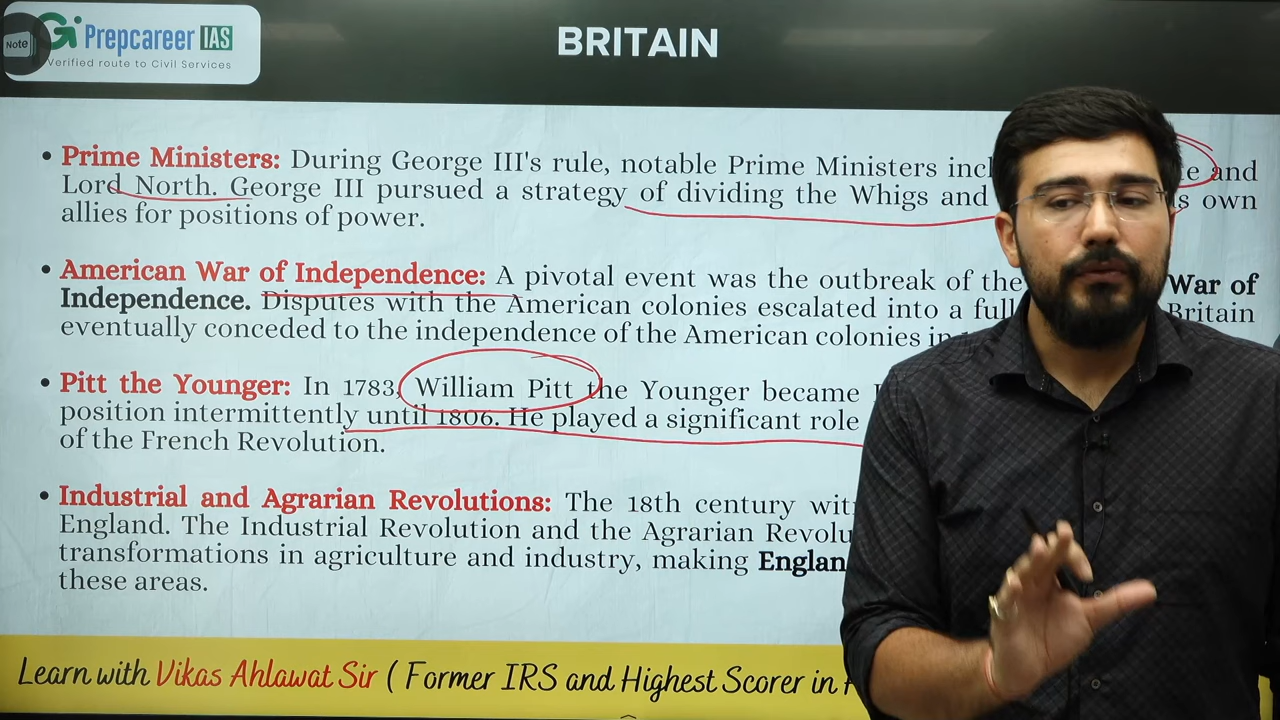 Note
Prepcareer IAS
Verified route to Civil Services
BRITAIN
• Prime Ministers: During George III's rule, notable Prime Ministers and
Lord North. George III pursued a strategy of dividing the Whigs and own
allies for positions of power.
• American War of Independence: A pivotal event was the outbreak of the War of
Independence. Disputes with the American colonies escalated into a full Britain
eventually conceded to the independence of the American colonies in
• Pitt the Younger: In 1783, William Pitt the Younger became
position intermittently until 1806. He played a significant role
of the French Revolution.
• Industrial and Agrarian Revolutions: The 18th century
England. The Industrial Revolution and the Agrarian
transformations in agriculture and industry, making
these areas.
Learn with Vikas Ahlawat Sir ( Former IRS and Highest Scorer in